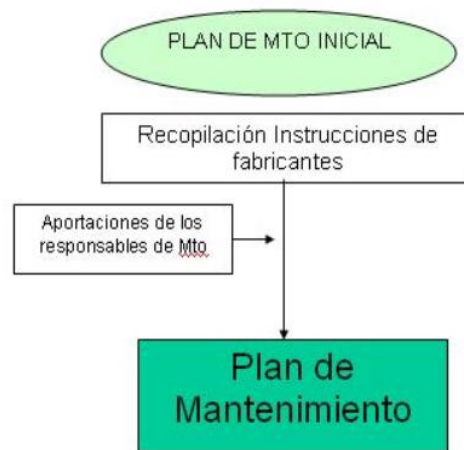 PLAN DE MTO INICIAL
Recopilación Instrucciones de
fabricantes
Aportaciones de los
responsables de Mto
Plan de
Mantenimiento